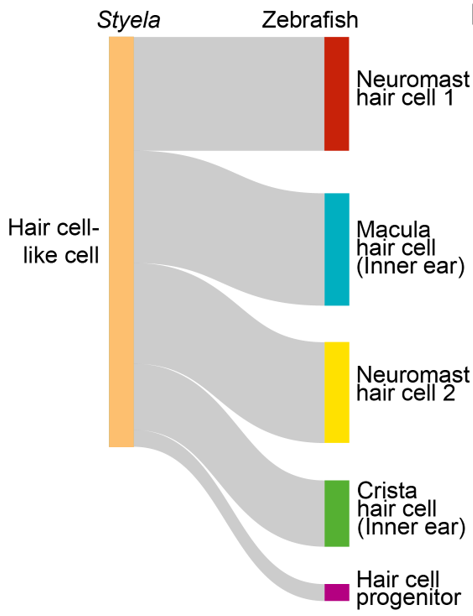 Styela
Zebrafish
Neuromast
hair cell 1
Hair cell-
like cell
Macula
hair cell
(Inner ear)
Neuromast
hair cell 2
Crista
hair cell
(Inner ear)
Hair cell
progenitor